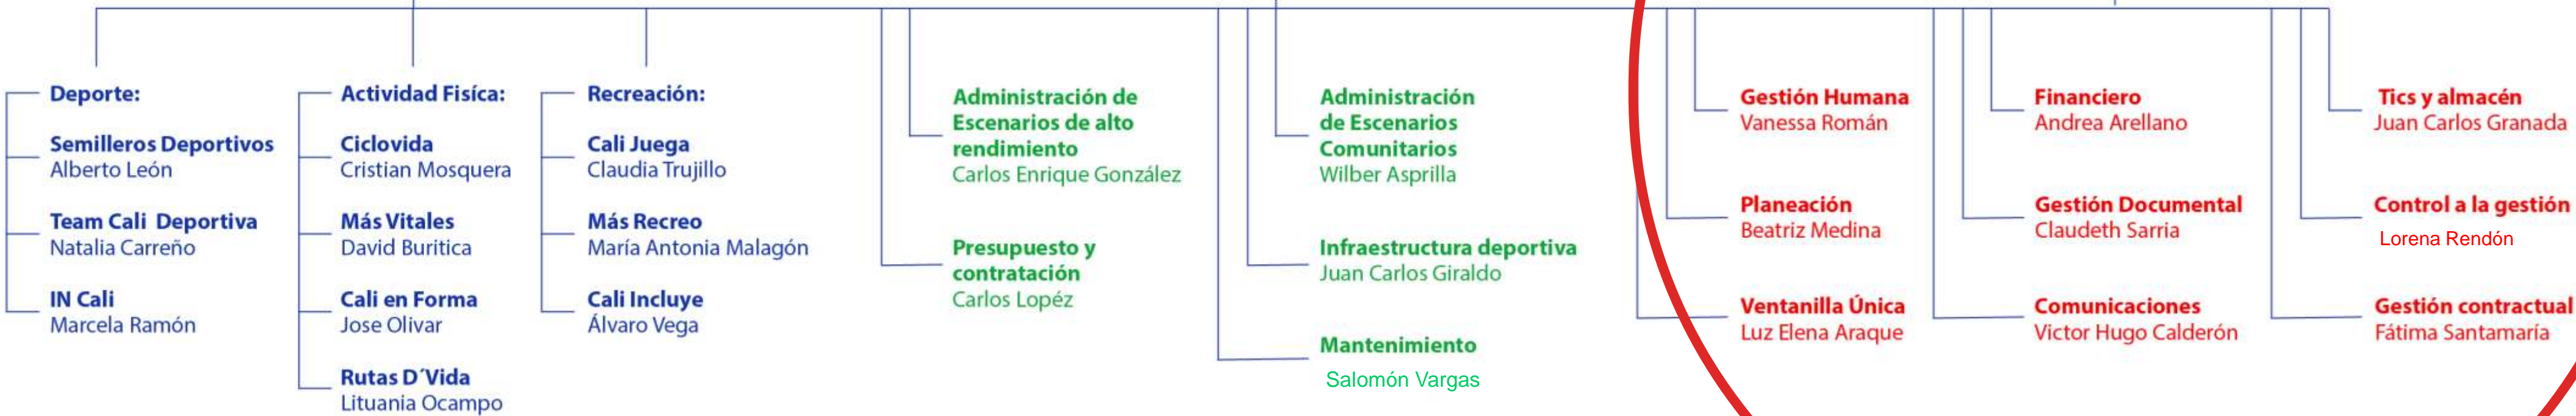 Deporte:
Semilleros Deportivos
Alberto León
Team Cali Deportiva
Natalia Carreño
IN Cali
Marcela Ramón
Actividad Fisíca:
Ciclovida
Cristian Mosquera
Más Vitales
David Buritica
Cali en Forma
Jose Olivar
Rutas D´Vida
Lituania Ocampo
Recreación:
Cali Juega
Claudia Trujillo
Más Recreo
María Antonia Malagón
Cali Incluye
Álvaro Vega
Administración de
Escenarios de alto
rendimiento
Carlos Enrique González
Presupuesto y
contratación
Carlos Lopéz
Administración
de Escenarios
Comunitarios
Wilber Asprilla
Infraestructura deportiva
Juan Carlos Giraldo
Mantenimiento
Salomón Vargas
Gestión Humana
Vanessa Román
Planeación
Beatriz Medina
Ventanilla Única
Luz Elena Araque
Financiero
Andrea Arellano
Gestión Documental
Claudeth Sarria
Comunicaciones
Victor Hugo Calderón
Tics y almacén
Juan Carlos Granada
Control a la gestión
Lorena Rendón
Gestión contractual
Fátima Santamaría